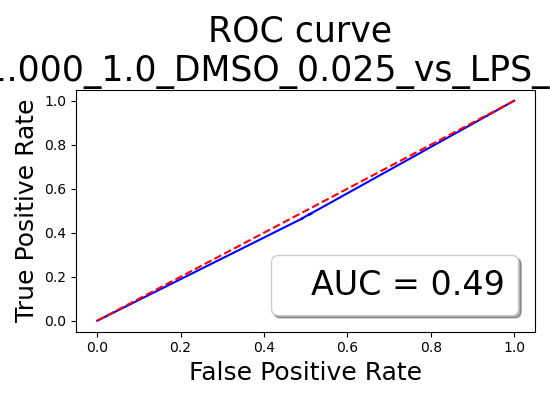 ROC curve
1.000_1.0_DMSO_0.025_vs_LPS_
True Positive Rate
1.0
0.8
0.6
0.4
0.2
0.0
AUC = 0.49
0.0 0.2 0.4 0.6 0.8 1.0
False Positive Rate